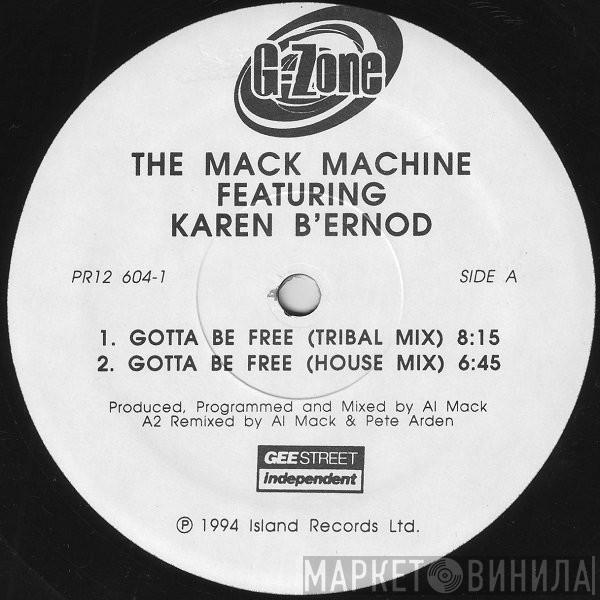 G-Zone
THE MACK MACHINE
FEATURING
KAREN B'ERNOD
PR12 604-1
SIDE A
1. GOTTA BE FREE (TRIBAL MIX) 8:15
2. GOTTA BE FREE (HOUSE MIX) 6:45
Produced, Programmed and Mixed by Al Mack
A2 Remixed by Al Mack & Pete Arden
GEESTREET
independent
℗ 1994 Island Records Ltd.
МАРКЕТ ВИНИЛА